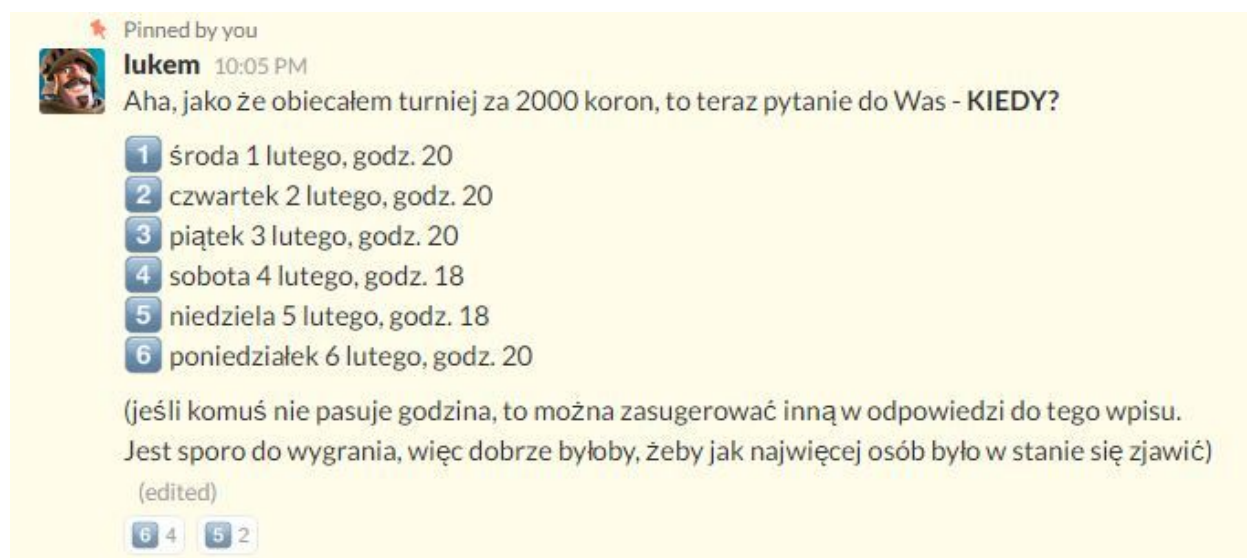 Pinned by you
lukem 10:05 PM
Aha, jako że obiecałem turniej za 2000 koron, to teraz pytanie do Was - KIEDY?
1 środa 1 lutego, godz. 20
2 czwartek 2 lutego, godz. 20
3 piątek 3 lutego, godz. 20
4 sobota 4 lutego, godz. 18
5 niedziela 5 lutego, godz. 18
6 poniedziałek 6 lutego, godz. 20
(jeśli komuś nie pasuje godzina, to można zasugerować inną w odpowiedzi do tego wpisu.
Jest sporo do wygrania, więc dobrze byłoby, żeby jak najwięcej osób było w stanie się zjawić)
(edited)
6 4 5 2